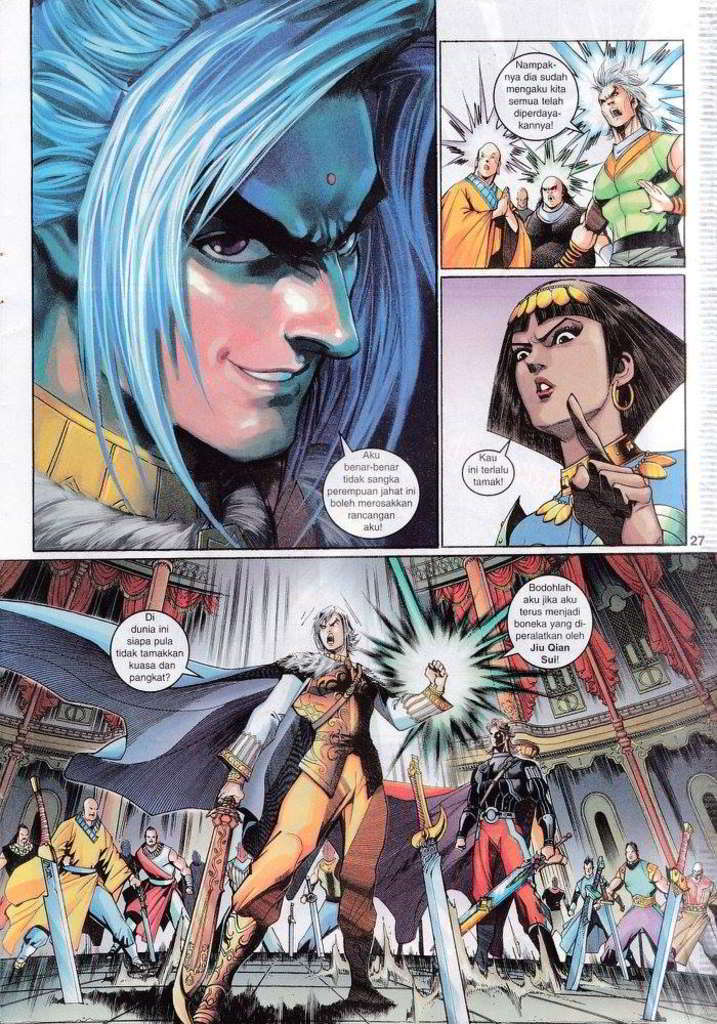 Nampak-
nya dia sudah
mengaku kita
semua telah
diperdaya-
kannya!
Aku
benar-benar
tidak sangka
perempuan jahat ini
boleh merosakkan
rancangan
aku!
Kau
ini terlalu
tamak!
27
Di
dunia ini
siapa pula
tidak tamakkan
kuasa dan
pangkat?
Bodohlah
aku jika aku
terus menjadi
boneka yang di-
peralatkan oleh
Jiu Qian
Sui!